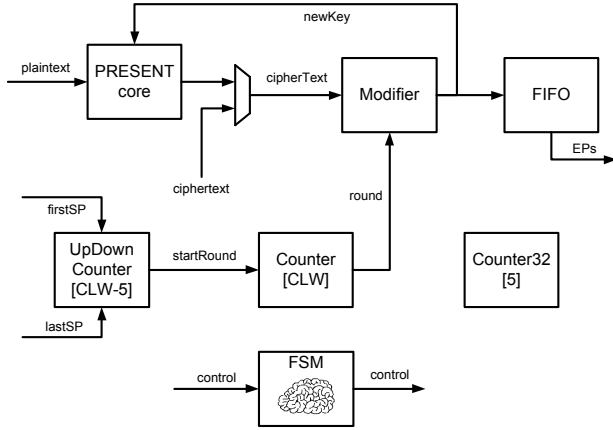 newKey
plaintext
PRESENT
core
cipherText
Modifier
FIFO
EPs
ciphertext
round
firstSP
UpDown
Counter
[CLW-5]
startRound
Counter
[CLW]
Counter32
[5]
lastSP
control
FSM
control